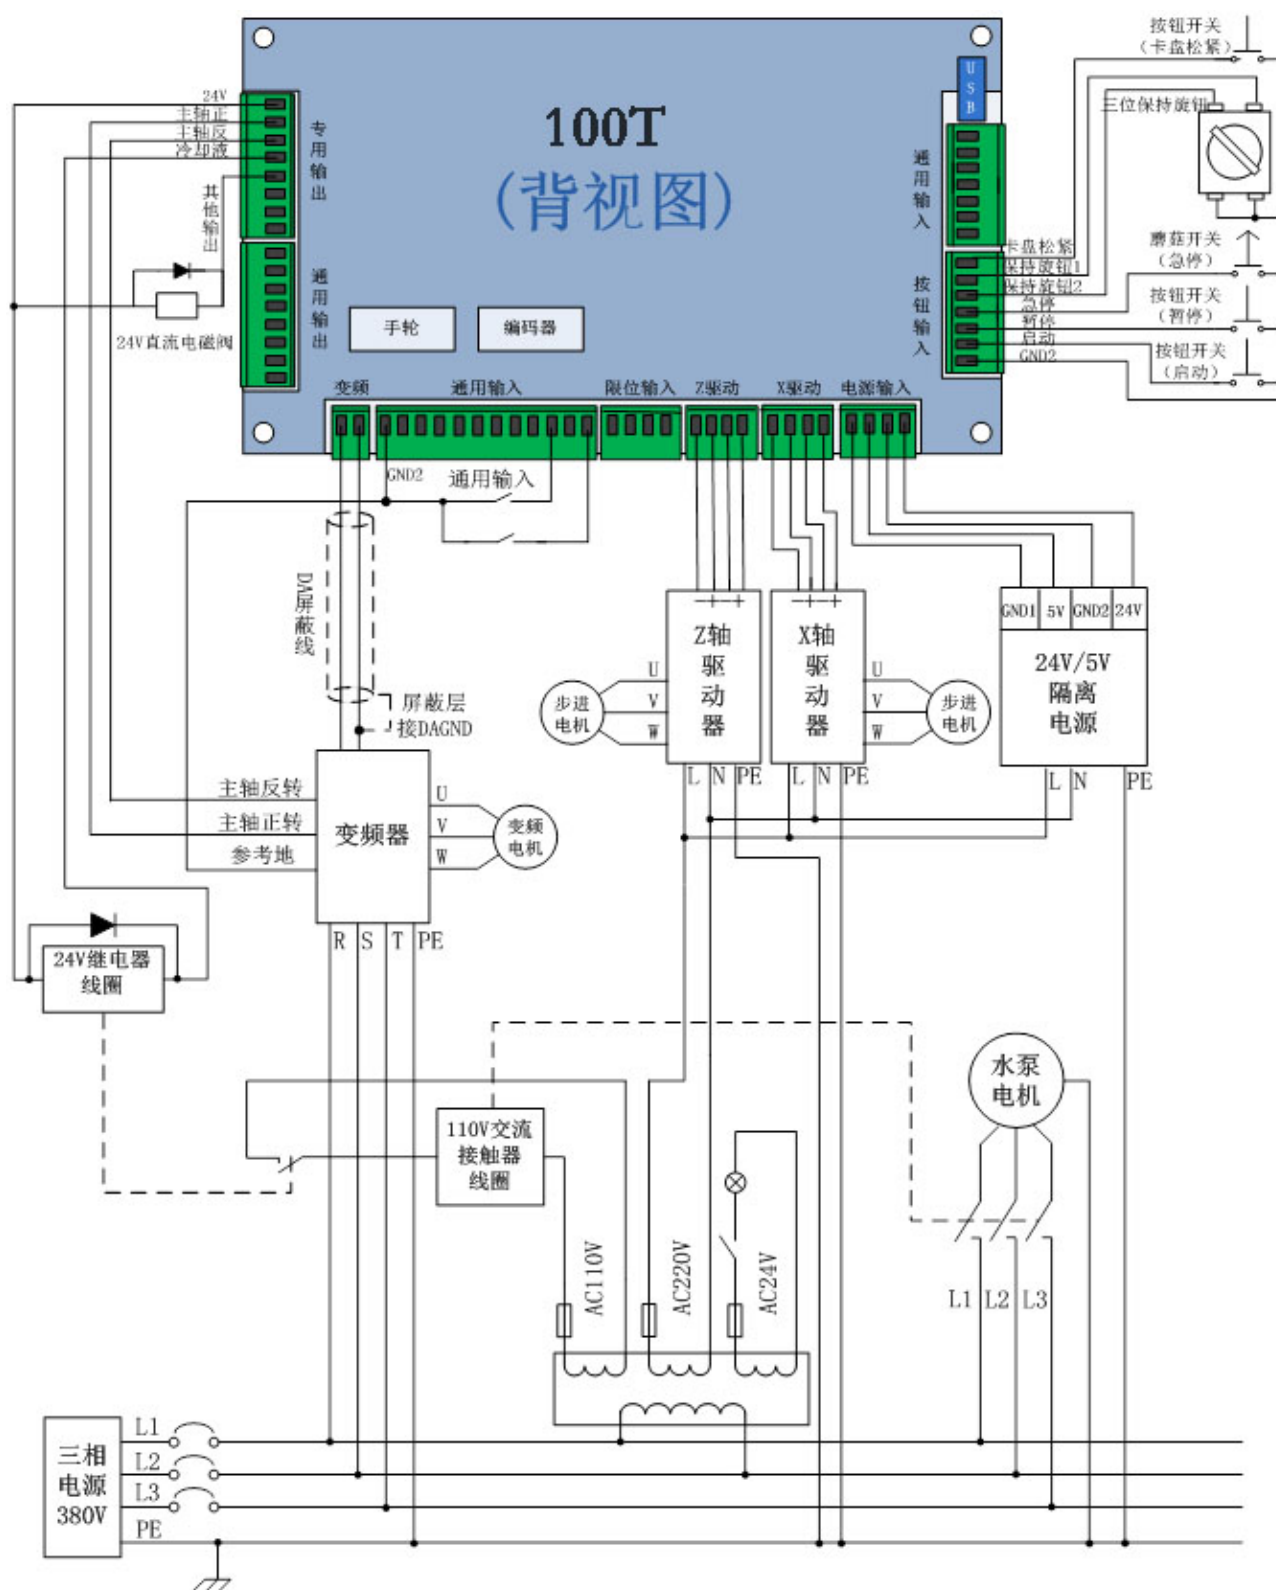 100T
(背视图)
USB
24V
主轴正
主轴反
冷却液
其他输出
专用输出
通用输出
24V直流电磁阀
手轮
编码器
通用输入
按钮输入
按钮开关
(卡盘松紧)
三位保持旋钮
卡盘松紧
保持旋钮1
保持旋钮2
急停
暂停
启动
GND2
蘑菇开关
(急停)
按钮开关
(暂停)
按钮开关
(启动)
变频
通用输入
限位输入
Z驱动
X驱动
电源输入
GND2
通用输入
DA屏蔽线
屏蔽层
接DAGND
Z轴驱动器
X轴驱动器
GND1
5V
GND2
24V
24V/5V
隔离
电源
步进
电机
U
V
W
U
V
W
步进
电机
L
N
PE
L
N
PE
L
N
PE
主轴反转
主轴正转
参考地
变频器
U
V
W
变频
电机
R
S
T
PE
24V继电器
线圈
110V交流
接触器
线圈
水泵
电机
AC110V
AC220V
AC24V
L1
L2
L3
三相
电源
380V
L1
L2
L3
PE